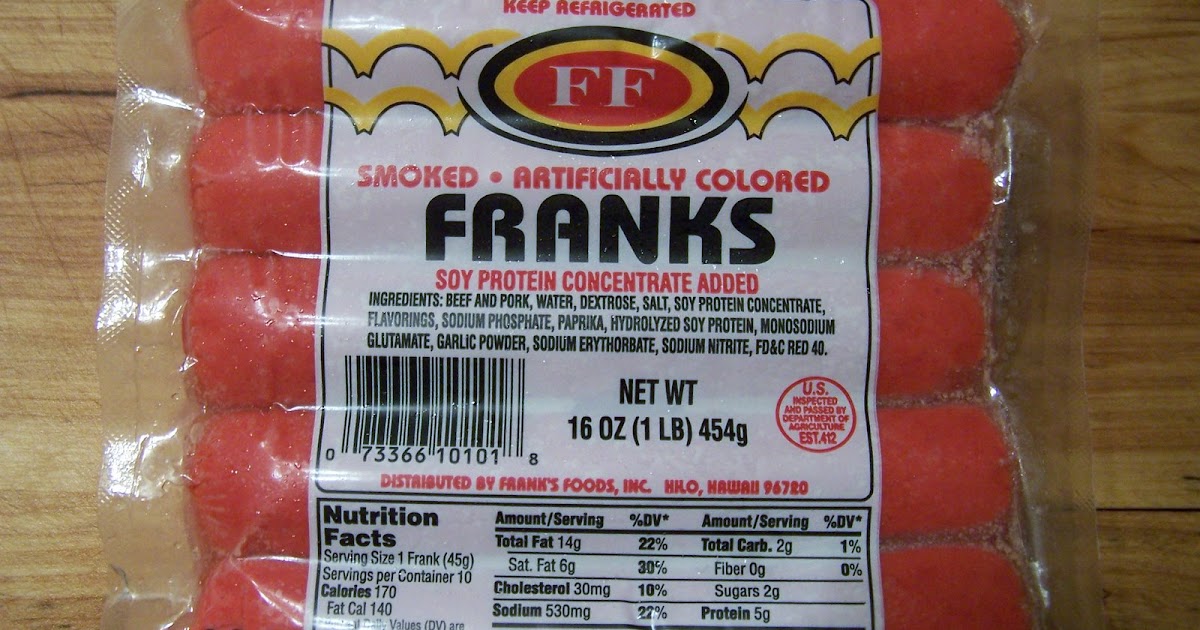 KEEP REFRIGERATED
FF
SMOKED • ARTIFICIALLY COLORED
FRANKS
SOY PROTEIN CONCENTRATE ADDED
INGREDIENTS: BEEF AND PORK, WATER, DEXTROSE, SALT, SOY PROTEIN CONCENTRATE,
FLAVORINGS, SODIUM PHOSPHATE, PAPRIKA, HYDROLYZED SOY PROTEIN, MONOSODIUM
GLUTAMATE, GARLIC POWDER, SODIUM ERYTHORBATE, SODIUM NITRITE, FD&C RED 40.
NET WT
16 OZ (1 LB) 454g
U.S.
INSPECTED
AND PASSED BY
DEPARTMENT OF
AGRICULTURE
EST.412
0 73366 10101 8
DISTRIBUTED BY FRANK'S FOODS, INC. HILO, HAWAII 96720
Nutrition
Facts
Serving Size 1 Frank (45g)
Servings per Container 10
Calories 170
Fat Cal 140
Values (DV) are
Amount/Serving %DV*
Total Fat 14g 22%
Sat. Fat 6g 30%
Cholesterol 30mg 10%
Sodium 530mg 22%
Amount/Serving %DV*
Total Carb. 2g 1%
Fiber 0g 0%
Sugars 2g
Protein 5g